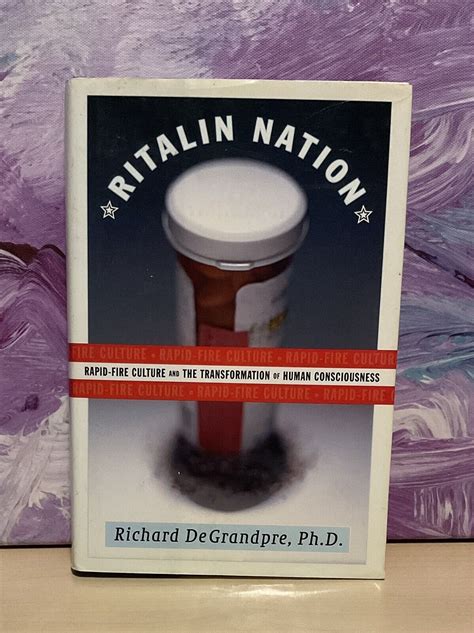 RITALIN NATION
FIRE CULTURE • RAPID-FIRE CULTURE • RAPID-FIRE CULTUR
RAPID-FIRE CULTURE AND THE TRANSFORMATION OF HUMAN CONSCIOUSNESS
RAPID-FIRE CULTURE • RAPID-FIRE CULTURE • RAPID-FIRE
Richard DeGrandpre, Ph.D.